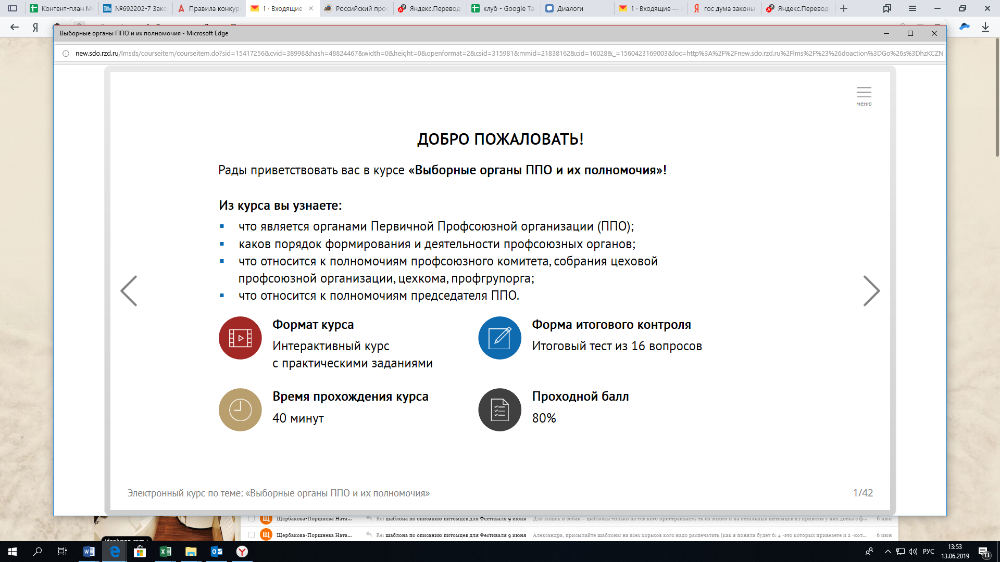 Контент-план М
№692202-7 Зако
Правила конкур
1 · Входящие
Российский про
Яндекс.Перевод
клуб - Google Та
Диалоги
1 · Входящие —
гос дума законы
Яндекс.Перевод
Выборные органы ППО и их полномочия - Microsoft Edge
new.sdo.rzd.ru/lmsds/courseitem/courseitem.do?sid=15417256&cvid=38998&hash=48824467&width=0&height=0&openformat=2&csid=315981&mmid=21838162&cid=16028&_=1560423169003&loc=http%3A%2F%2Fnew.sdo.rzd.ru%2Flms%2F%23%26doaction%3DGo%26s%3DhzKCZN
меню
ДОБРО ПОЖАЛОВАТЬ!
Рады приветствовать вас в курсе «Выборные органы ППО и их полномочия»!
Из курса вы узнаете:
▪ что является органами Первичной Профсоюзной организации (ППО);
▪ каков порядок формирования и деятельности профсоюзных органов;
▪ что относится к полномочиям профсоюзного комитета, собрания цеховой
профсоюзной организации, цехкома, профгрупорга;
▪ что относится к полномочиям председателя ППО.
Формат курса
Интерактивный курс
с практическими заданиями
Форма итогового контроля
Итоговый тест из 16 вопросов
Время прохождения курса
40 минут
Проходной балл
80%
Электронный курс по теме: «Выборные органы ППО и их полномочия»
1/42
Щ Щербакова-Поршнева Ната... Re: шаблона по описанию питомцев для Фестиваля 9 июня Для кошек и собак – шаблоны только на тех кого пристраиваем, тк их много и на остальных питомцев из приютов у них доска с ф... 6 июн
Щ Щербакова-Поршнева Ната... Re: шаблона по описанию питомцев для Фестиваля 9 июня Александра, присылайте шаблоны на всех хорьков кого надо распечатать (как я поняла будет 6: 4 -это которых привезете и 2 -кот... 6 июн
РУС
13:53
13.06.2019
13